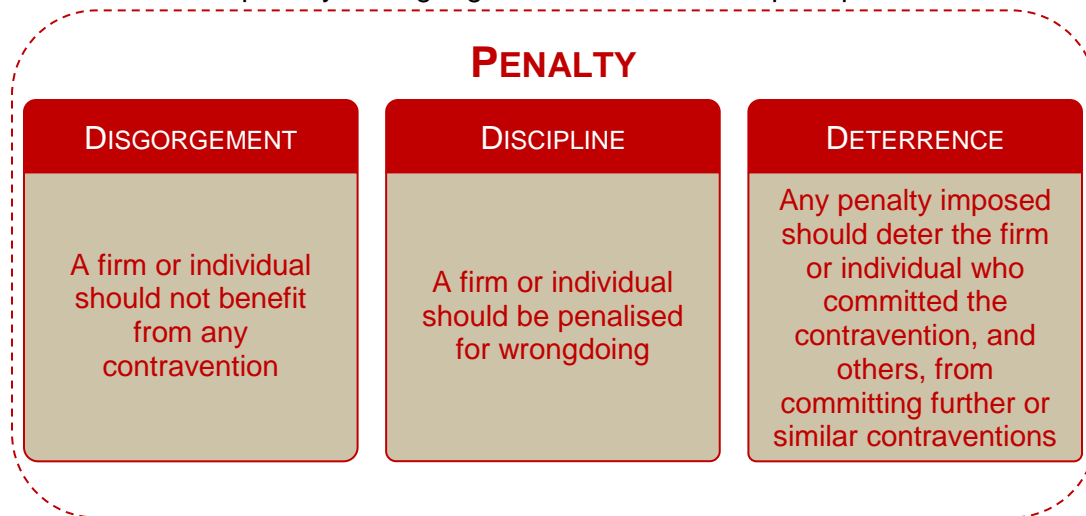 PENALTY
DISGORGEMENT
A firm or individual
should not benefit
from any
contravention
DISCIPLINE
A firm or individual
should be penalised
for wrongdoing
DETERRENCE
Any penalty imposed
should deter the firm
or individual who
committed the
contravention, and
others, from
committing further or
similar contraventions